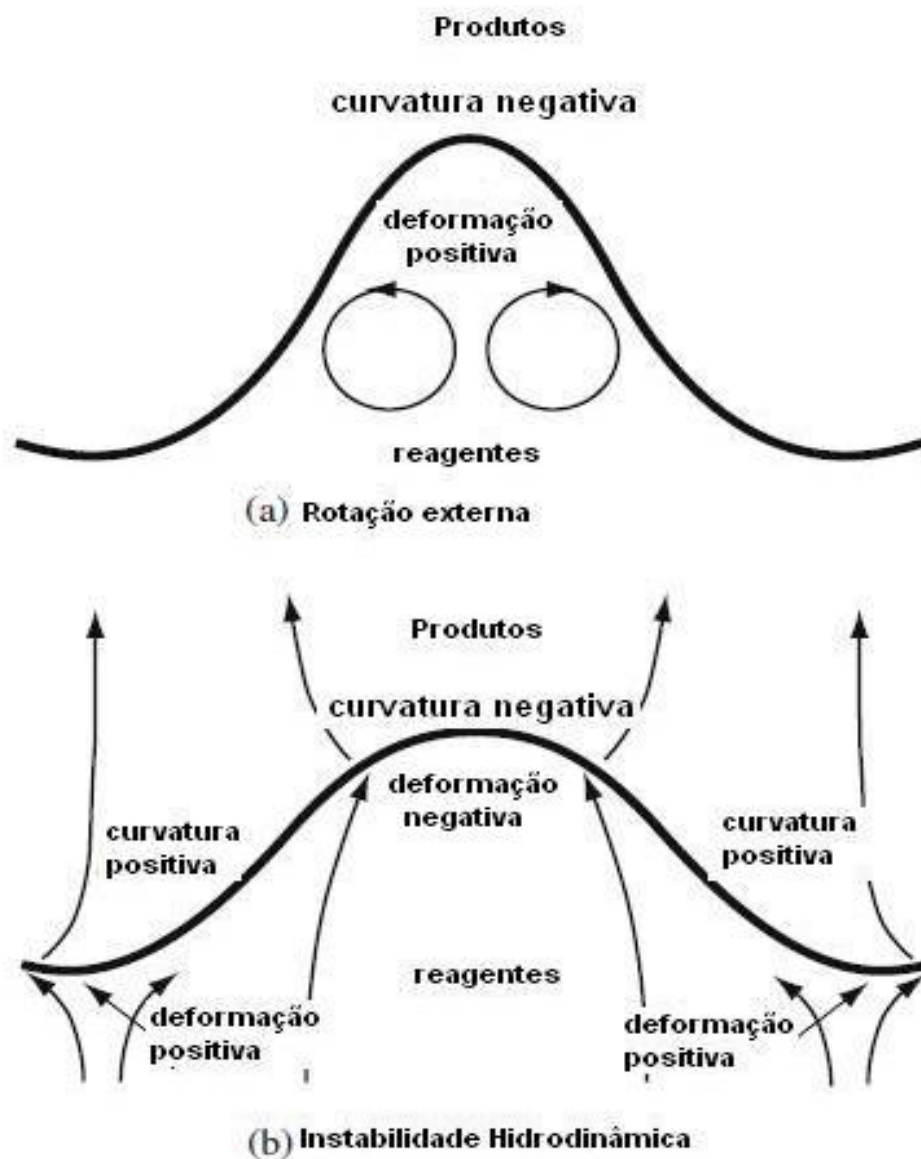 Produtos
curvatura negativa
deformação
positiva
reagentes
(a) Rotação externa
Produtos
curvatura negativa
deformação
negativa
curvatura
positiva
curvatura
positiva
reagentes
deformação
positiva
deformação
positiva
(b) Instabilidade Hidrodinâmica